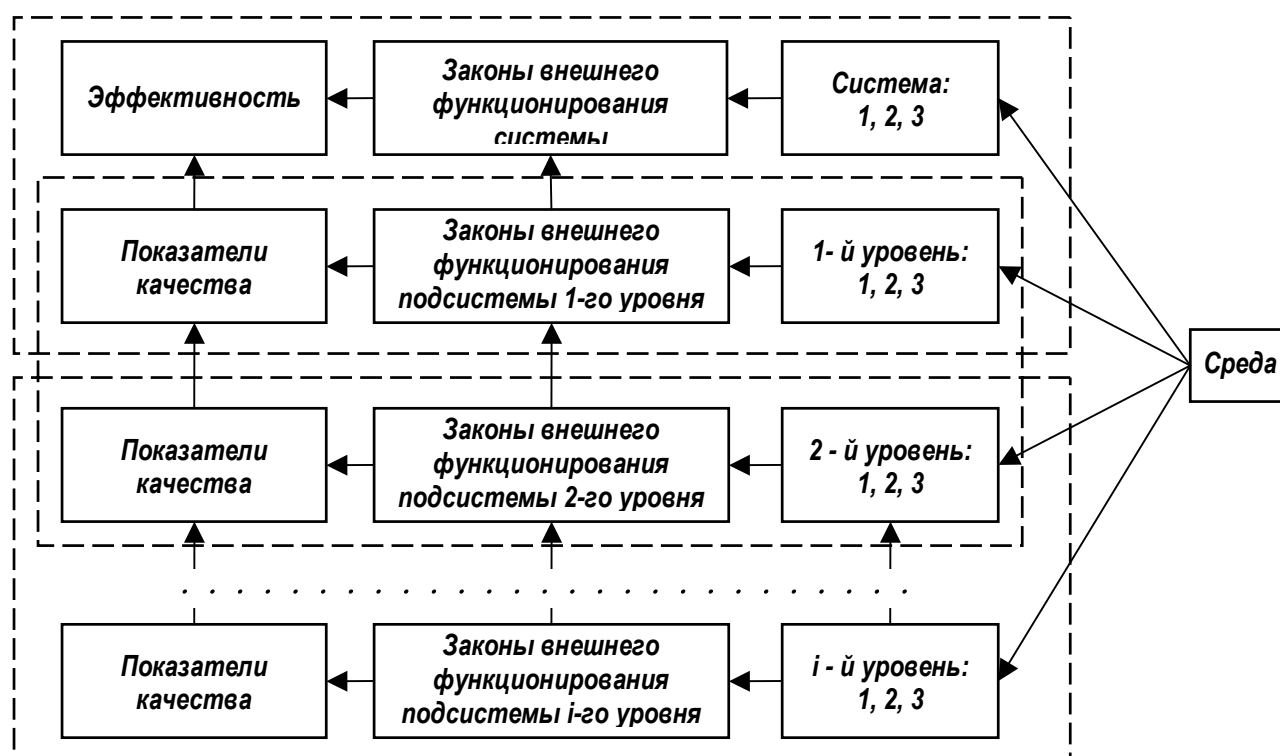 Эффективность
Законы внешнего
функционирования
системы
Система:
1, 2, 3
Показатели
качества
Законы внешнего
функционирования
подсистемы 1-го уровня
1- й уровень:
1, 2, 3
Среда
Показатели
качества
Законы внешнего
функционирования
подсистемы 2-го уровня
2 - й уровень:
1, 2, 3
. . . . . . . . . . . . . . . . . . . . . . . . . . .
Показатели
качества
Законы внешнего
функционирования
подсистемы i-го уровня
i - й уровень:
1, 2, 3